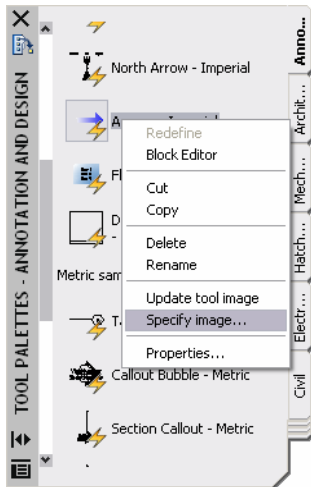 TOOL PALETTES - ANNOTATION AND DESIGN
North Arrow - Imperial
Redefine
Block Editor
Cut
Copy
Delete
Rename
Update tool image
Specify image...
Properties...
Metric sam
Callout Bubble - Metric
Section Callout - Metric
Anno...
Archit...
Mech...
Hatch...
Electr...
Civil